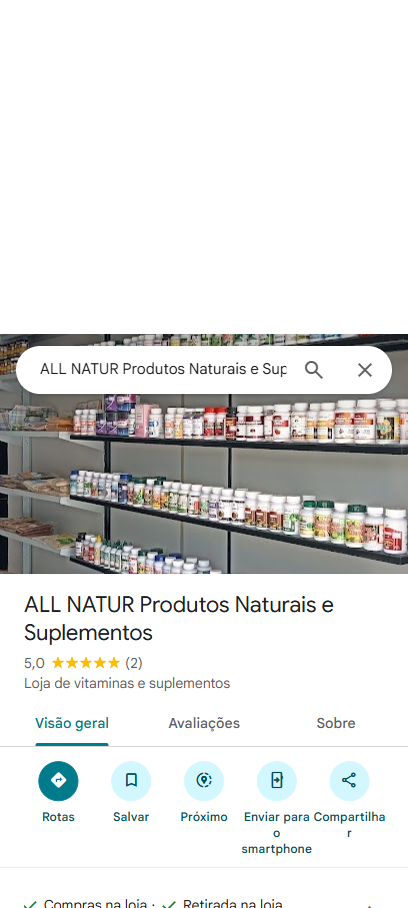 ALL NATUR Produtos Naturais e Sup
ALL NATUR Produtos Naturais e
Suplementos
5,0 ★★★★★ (2)
Loja de vitaminas e suplementos
Visão geral Avaliações Sobre
Rotas Salvar Próximo Enviar para Compartilha
o r
smartphone
Compras na loja · Retirada na loja